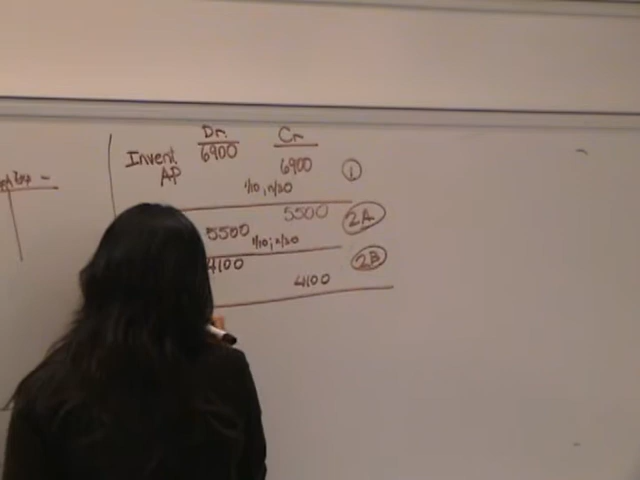 Dr. Cr.
Invent 6900
AP 6900 1
1/10, n/30
5500 2A
5500
1/10, n/30
4100 2B
4100